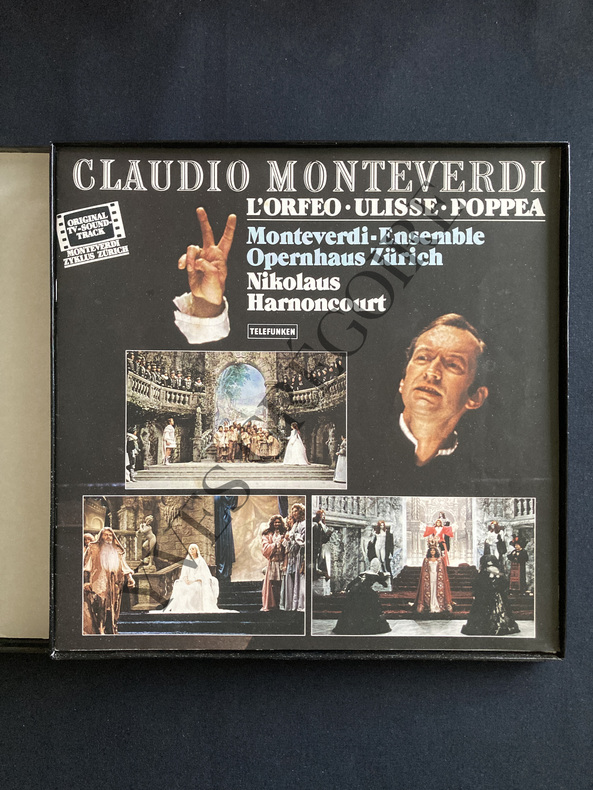 CLAUDIO MONTEVERDI
L'ORFEO · ULISSE · POPPEA
ORIGINAL
TV-SOUND-
TRACK
MONTEVERDI
ZYKLUS ZÜRICH
Monteverdi-Ensemble
Opernhaus Zürich
Nikolaus
Harnoncourt
TELEFUNKEN